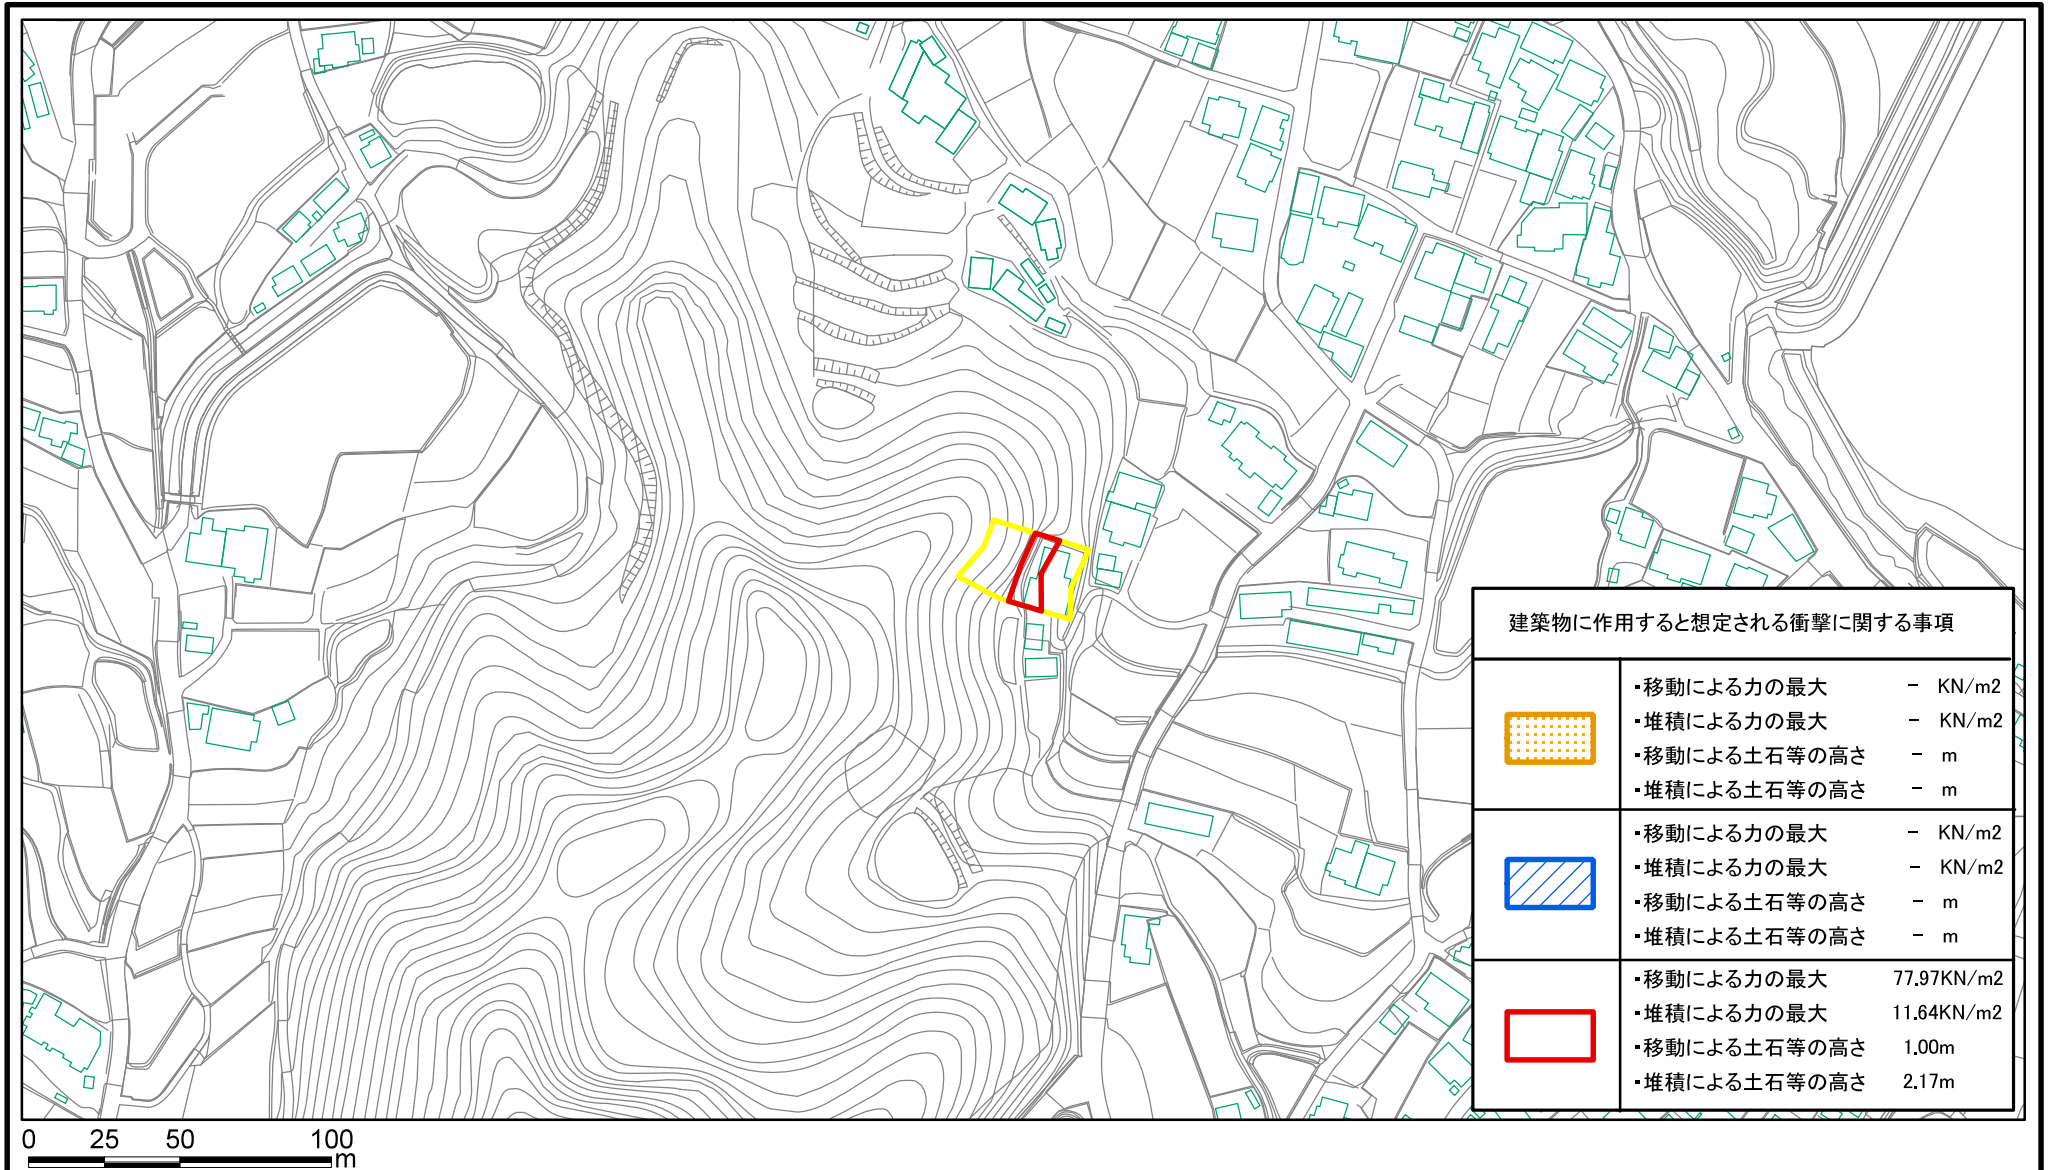 建築物に作用すると想定される衝撃に関する事項
・移動による力の最大 － KN/m2
・堆積による力の最大 － KN/m2
・移動による土石等の高さ － m
・堆積による土石等の高さ － m
・移動による力の最大 － KN/m2
・堆積による力の最大 － KN/m2
・移動による土石等の高さ － m
・堆積による土石等の高さ － m
・移動による力の最大 77.97KN/m2
・堆積による力の最大 11.64KN/m2
・移動による土石等の高さ 1.00m
・堆積による土石等の高さ 2.17m
0 25 50 100
m